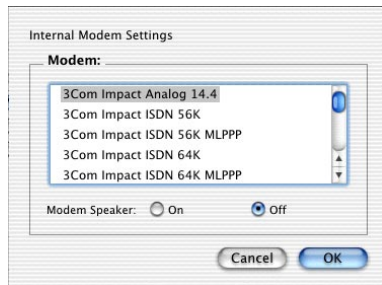 Internal Modem Settings
Modem:
3Com Impact Analog 14.4
3Com Impact ISDN 56K
3Com Impact ISDN 56K MLPPP
3Com Impact ISDN 64K
3Com Impact ISDN 64K MLPPP
Modem Speaker: On Off
Cancel OK